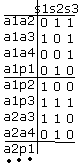 s1s2s3
a1a2 0 1 1
a1a3 1 1 0
a1a4 0 0 1
a1p1 0 1 0
a1p2 1 0 0
a1p3 1 1 1
a2a3 1 0 1
a2a4 0 1 0
a2p1